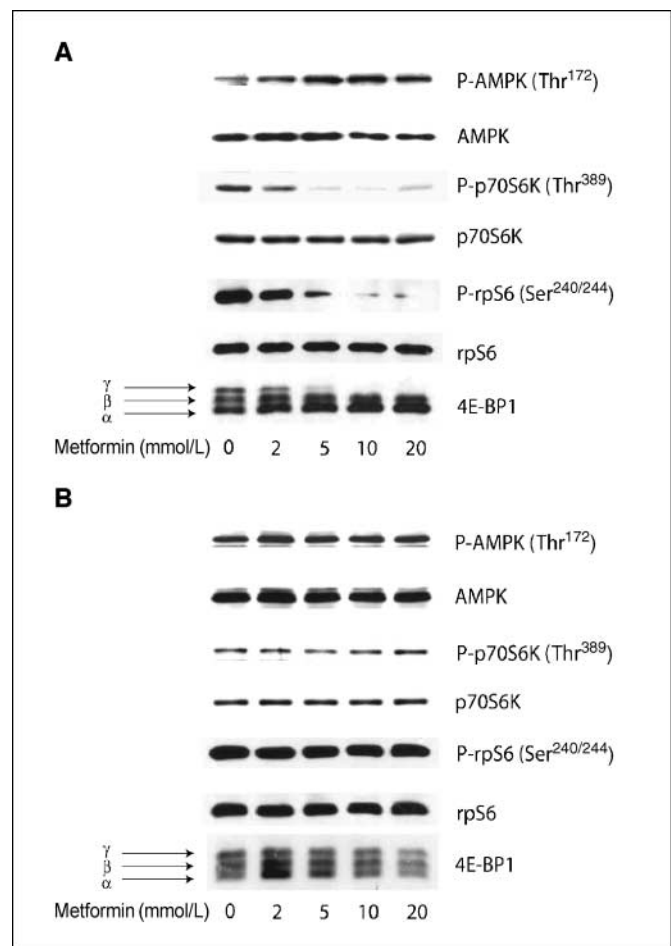 A
P-AMPK (Thr172)
AMPK
P-p70S6K (Thr389)
p70S6K
P-rpS6 (Ser240/244)
rpS6
γ
β
α
4E-BP1
Metformin (mmol/L) 0 2 5 10 20
B
P-AMPK (Thr172)
AMPK
P-p70S6K (Thr389)
p70S6K
P-rpS6 (Ser240/244)
rpS6
γ
β
α
4E-BP1
Metformin (mmol/L) 0 2 5 10 20